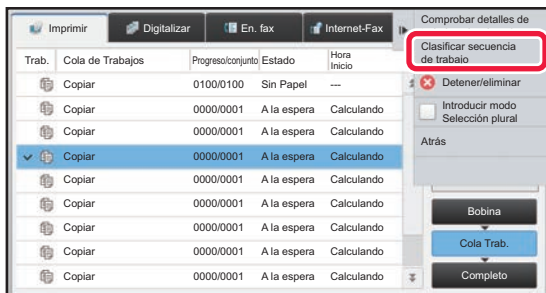 Imprimir Digitalizar En. fax Internet-Fax
Trab. Cola de Trabajos Progreso/conjunto Estado Hora Inicio
Copiar 0100/0100 Sin Papel ---
Copiar 0000/0001 A la espera Calculando
Copiar 0000/0001 A la espera Calculando
Copiar 0000/0001 A la espera Calculando
Copiar 0000/0001 A la espera Calculando
Copiar 0000/0001 A la espera Calculando
Copiar 0000/0001 A la espera Calculando
Copiar 0000/0001 A la espera Calculando
Copiar 0000/0001 A la espera Calculando
Comprobar detalles de
Clasificar secuencia
de trabajo
Detener/eliminar
Introducir modo
Selección plural
Atrás
Bobina
Cola Trab.
Completo